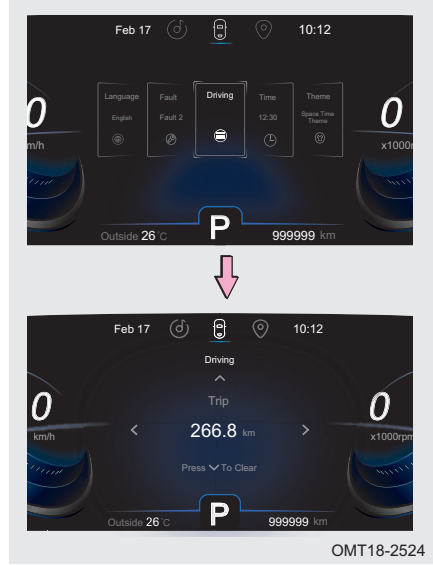 Feb 17
10:12
Language
Fault
Driving
Time
Theme
English
Fault 2
12:30
Space Time
Theme
0
0
m/h
x1000r
P
Outside 26°C
999999 km
Feb 17
10:12
Driving
Trip
0
0
266.8 km
km/h
x1000rpm
Press To Clear
P
Outside 26°C
999999 km
OMT18-2524